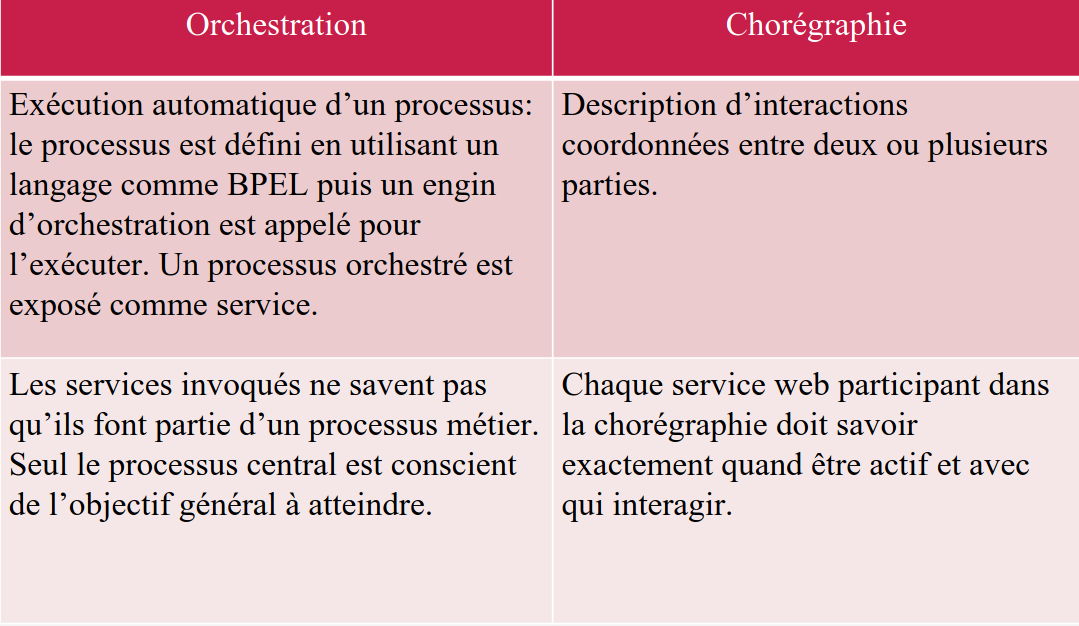 Orchestration
Chorégraphie
Exécution automatique d’un processus:
le processus est défini en utilisant un
langage comme BPEL puis un engin
d’orchestration est appelé pour
l’exécuter. Un processus orchestré est
exposé comme service.
Description d’interactions
coordonnées entre deux ou plusieurs
parties.
Les services invoqués ne savent pas
qu’ils font partie d’un processus métier.
Seul le processus central est conscient
de l’objectif général à atteindre.
Chaque service web participant dans
la chorégraphie doit savoir
exactement quand être actif et avec
qui interagir.